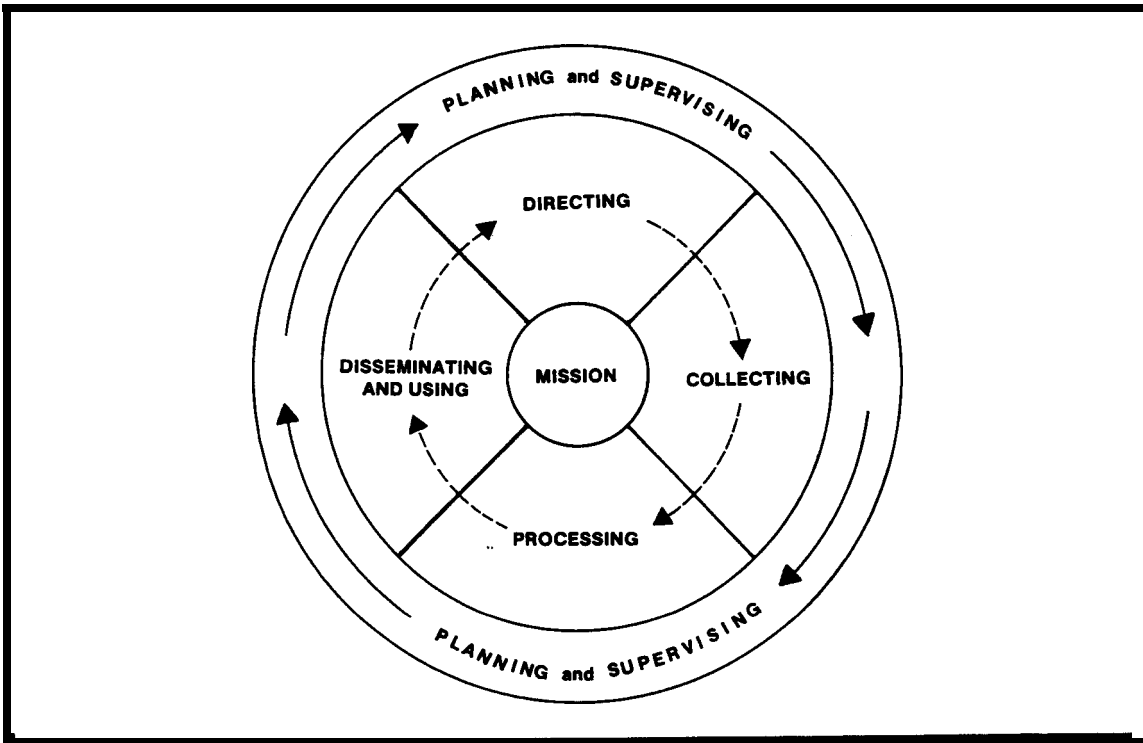 PLANNING and SUPERVISING
DIRECTING
DISSEMINATING
AND USING
MISSION
COLLECTING
PROCESSING
PLANNING and SUPERVISING